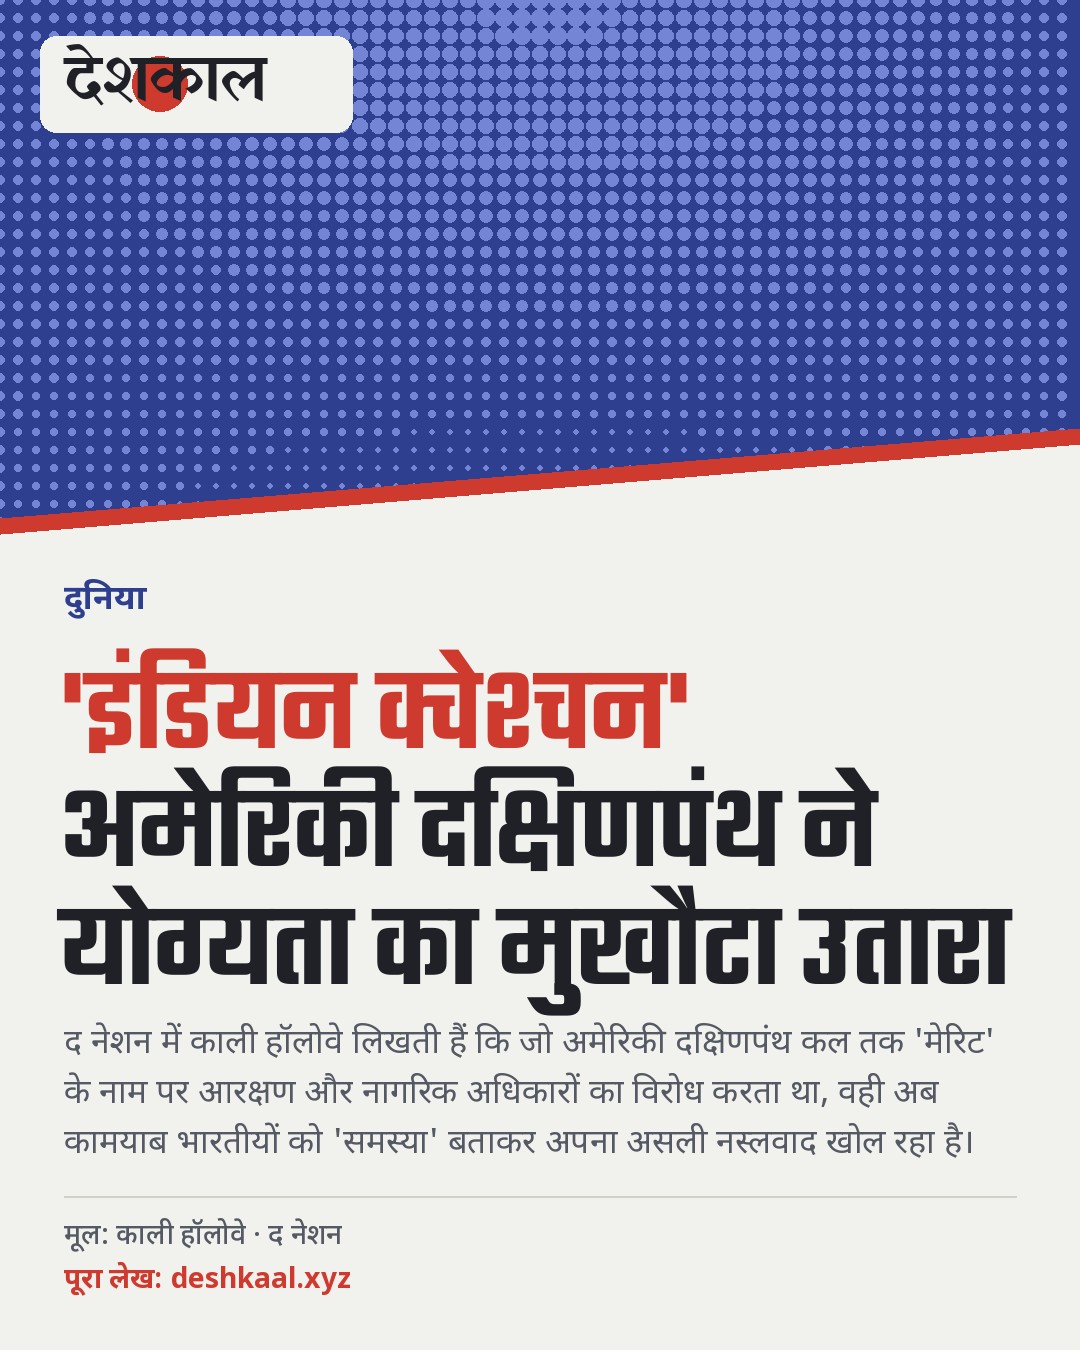 देशकाल
दुनिया
'इंडियन क्वेश्चन'
अमेरिकी दक्षिणपंथ ने
योग्यता का मुखौटा उतारा
द नेशन में काली हॉलोवे लिखती हैं कि जो अमेरिकी दक्षिणपंथ कल तक 'मेरिट'
के नाम पर आरक्षण और नागरिक अधिकारों का विरोध करता था, वही अब
कामयाब भारतीयों को 'समस्या' बताकर अपना असली नस्लवाद खोल रहा है।
मूल: काली हॉलोवे · द नेशन
पूरा लेख: deshkaal.xyz